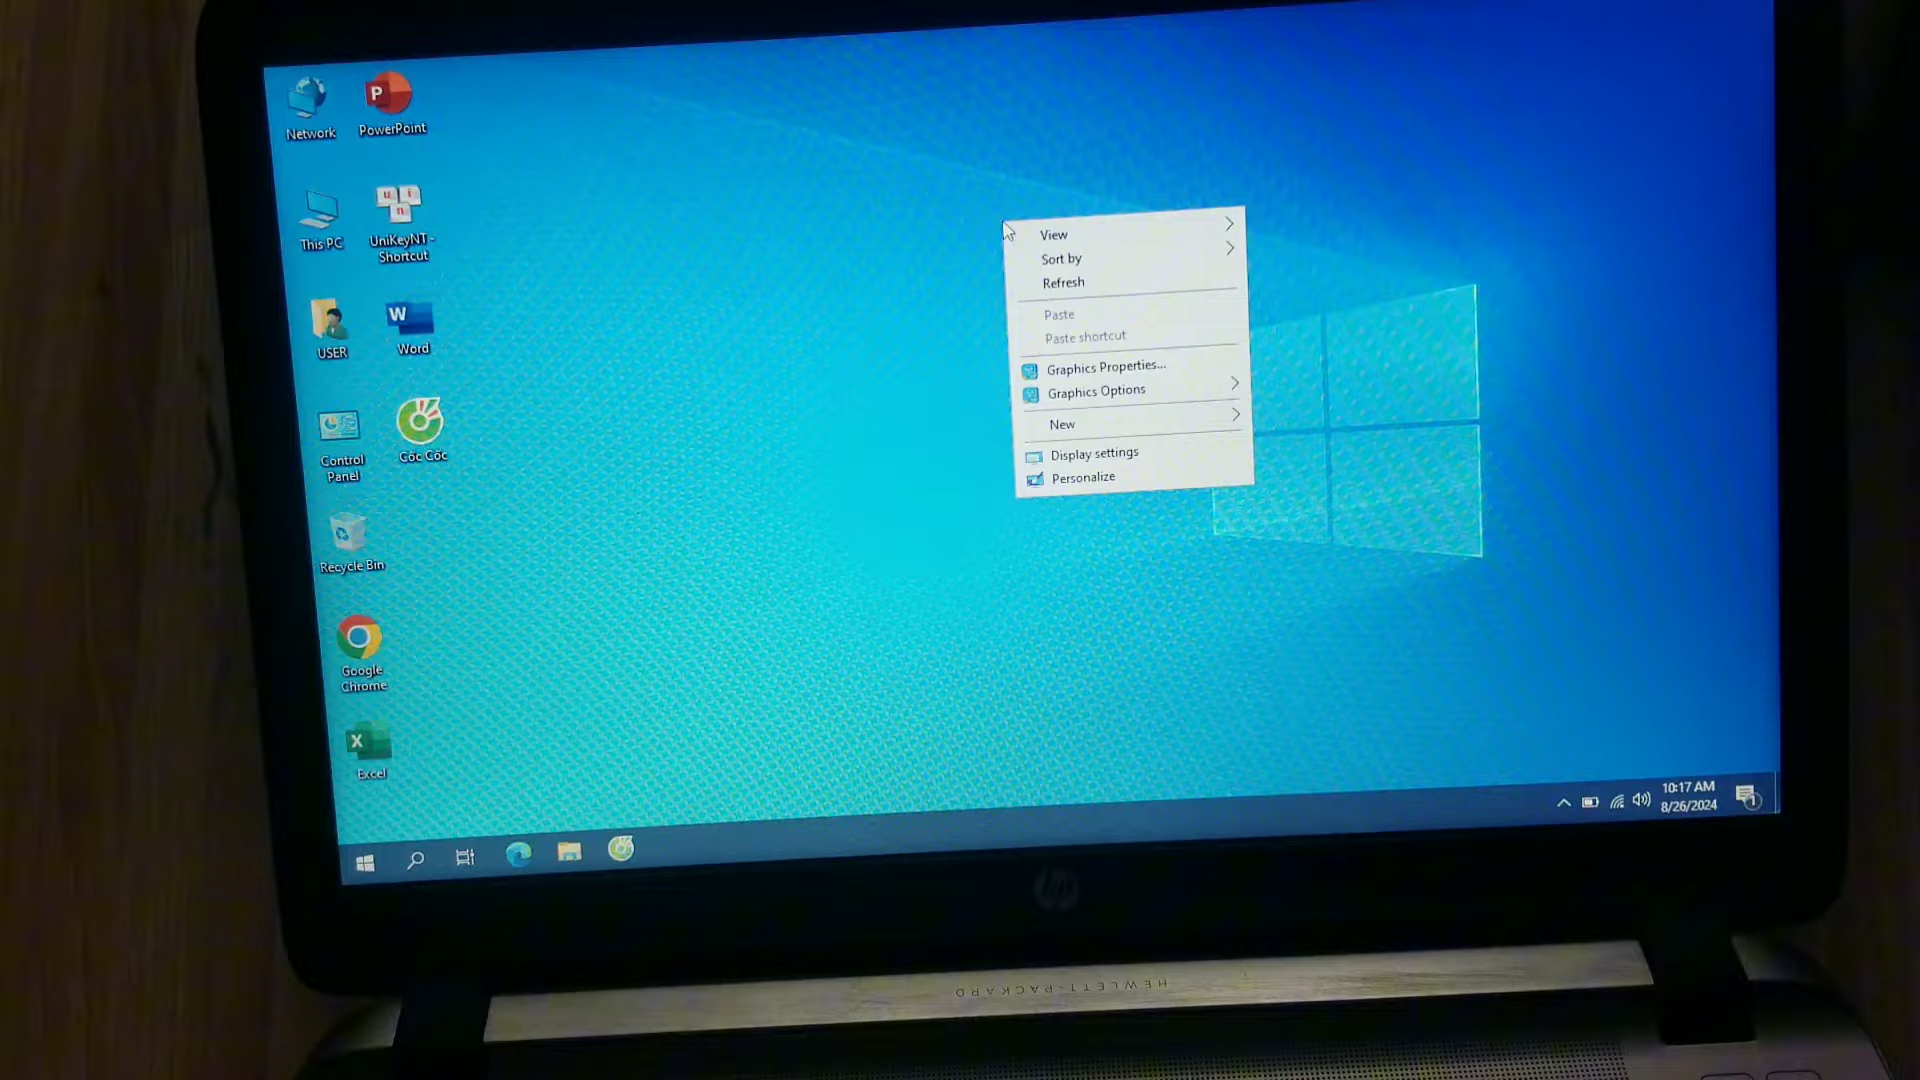 Network
PowerPoint
This PC
UniKeyNT -
Shortcut
USER
Word
Control
Panel
Cốc Cốc
Recycle Bin
Google
Chrome
Excel
View
Sort by
Refresh
Paste
Paste shortcut
Graphics Properties...
Graphics Options
New
Display settings
Personalize
10:17 AM
8/26/2024
1
hp
HEWLETT-PACKARD